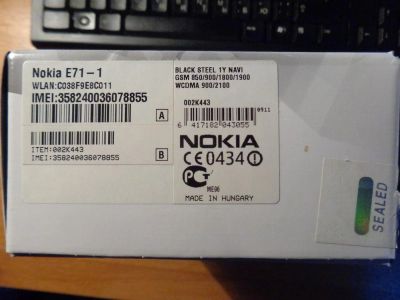 Nokia E71-1
WLAN:C038F9E8C011
IMEI:358240036078855
A
B
ITEM:002K443
IMEI:358240036078855
BLACK STEEL 1Y NAVI
GSM 850/900/1800/1900
WCDMA 900/2100
002K443
0911
6 417182 043055
NOKIA
CE0434
ME06
MADE IN HUNGARY
SEALED